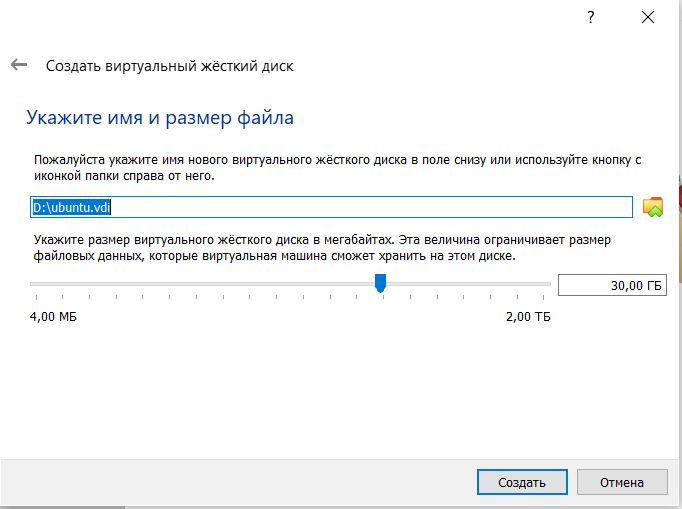 ?
Создать виртуальный жёсткий диск
Укажите имя и размер файла
Пожалуйста укажите имя нового виртуального жёсткого диска в поле снизу или используйте кнопку с
иконкой папки справа от него.
D:\ubuntu.vdi
Укажите размер виртуального жёсткого диска в мегабайтах. Эта величина ограничивает размер
файловых данных, которые виртуальная машина сможет хранить на этом диске.
30,00 ГБ
4,00 МБ
2,00 ТБ
Создать
Отмена